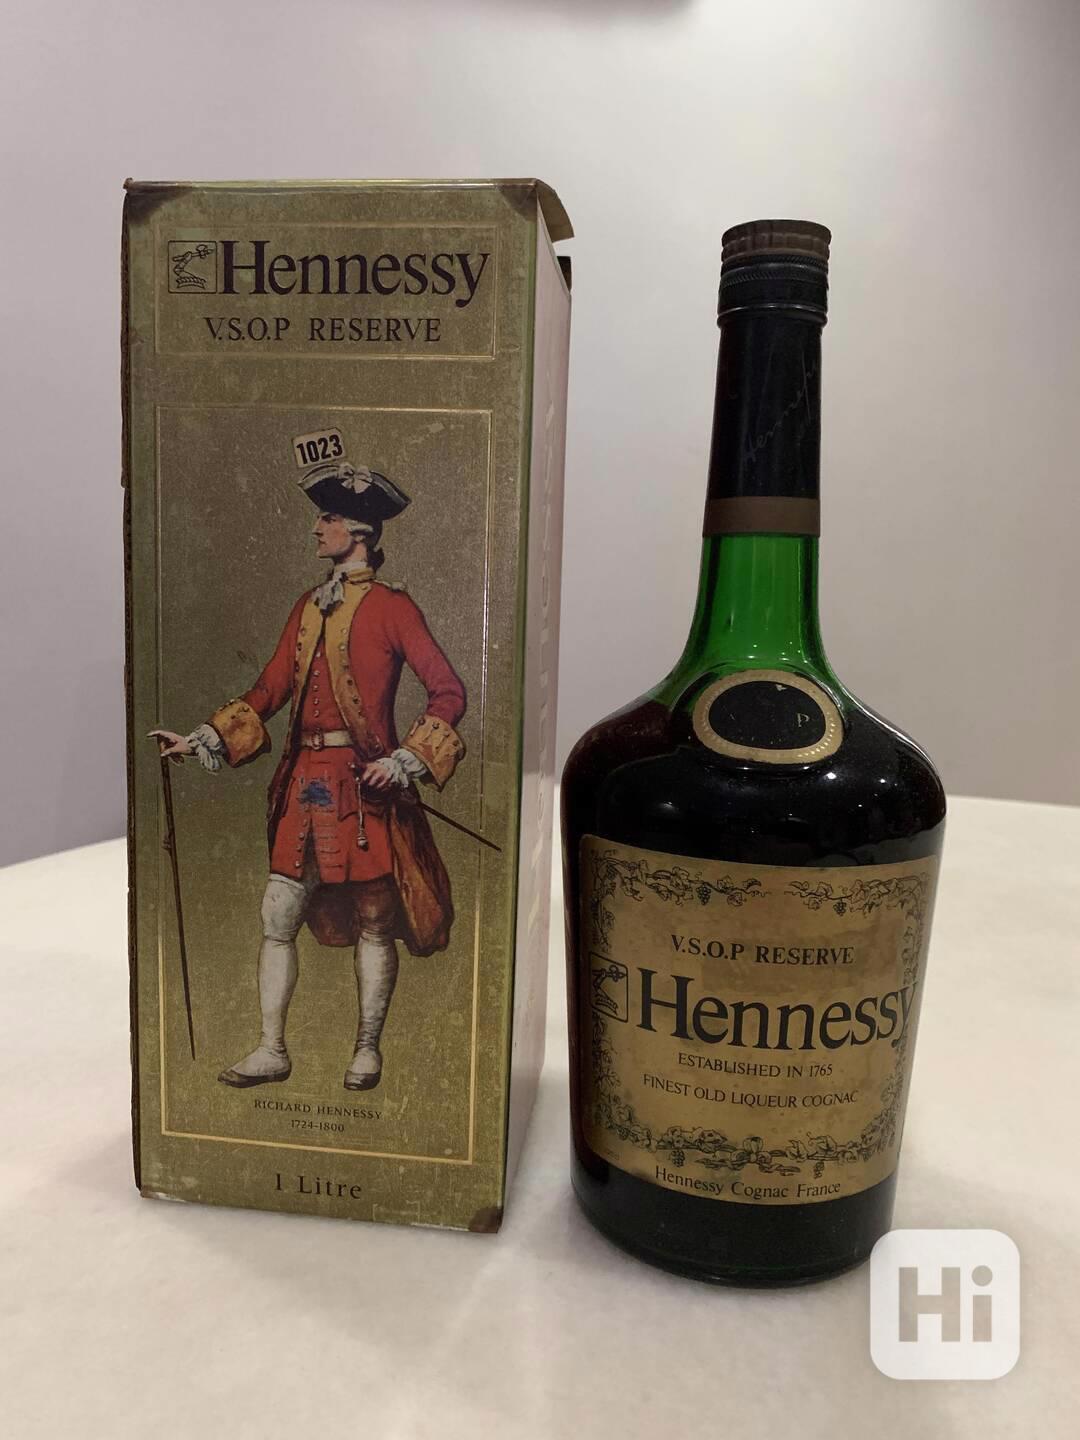 Hennessy
V.S.O.P RESERVE
1023
RICHARD HENNESSY
1724-1800
1 Litre
Hennessy
P
V.S.O.P RESERVE
Hennessy
ESTABLISHED IN 1765
FINEST OLD LIQUEUR COGNAC
Hennessy Cognac France
Hi